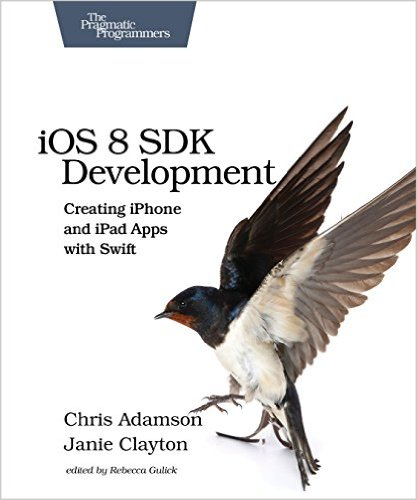 The
Pragmatic
Programmers
iOS 8 SDK
Development
Creating iPhone
and iPad Apps
with Swift
Chris Adamson
Janie Clayton
edited by Rebecca Gulick